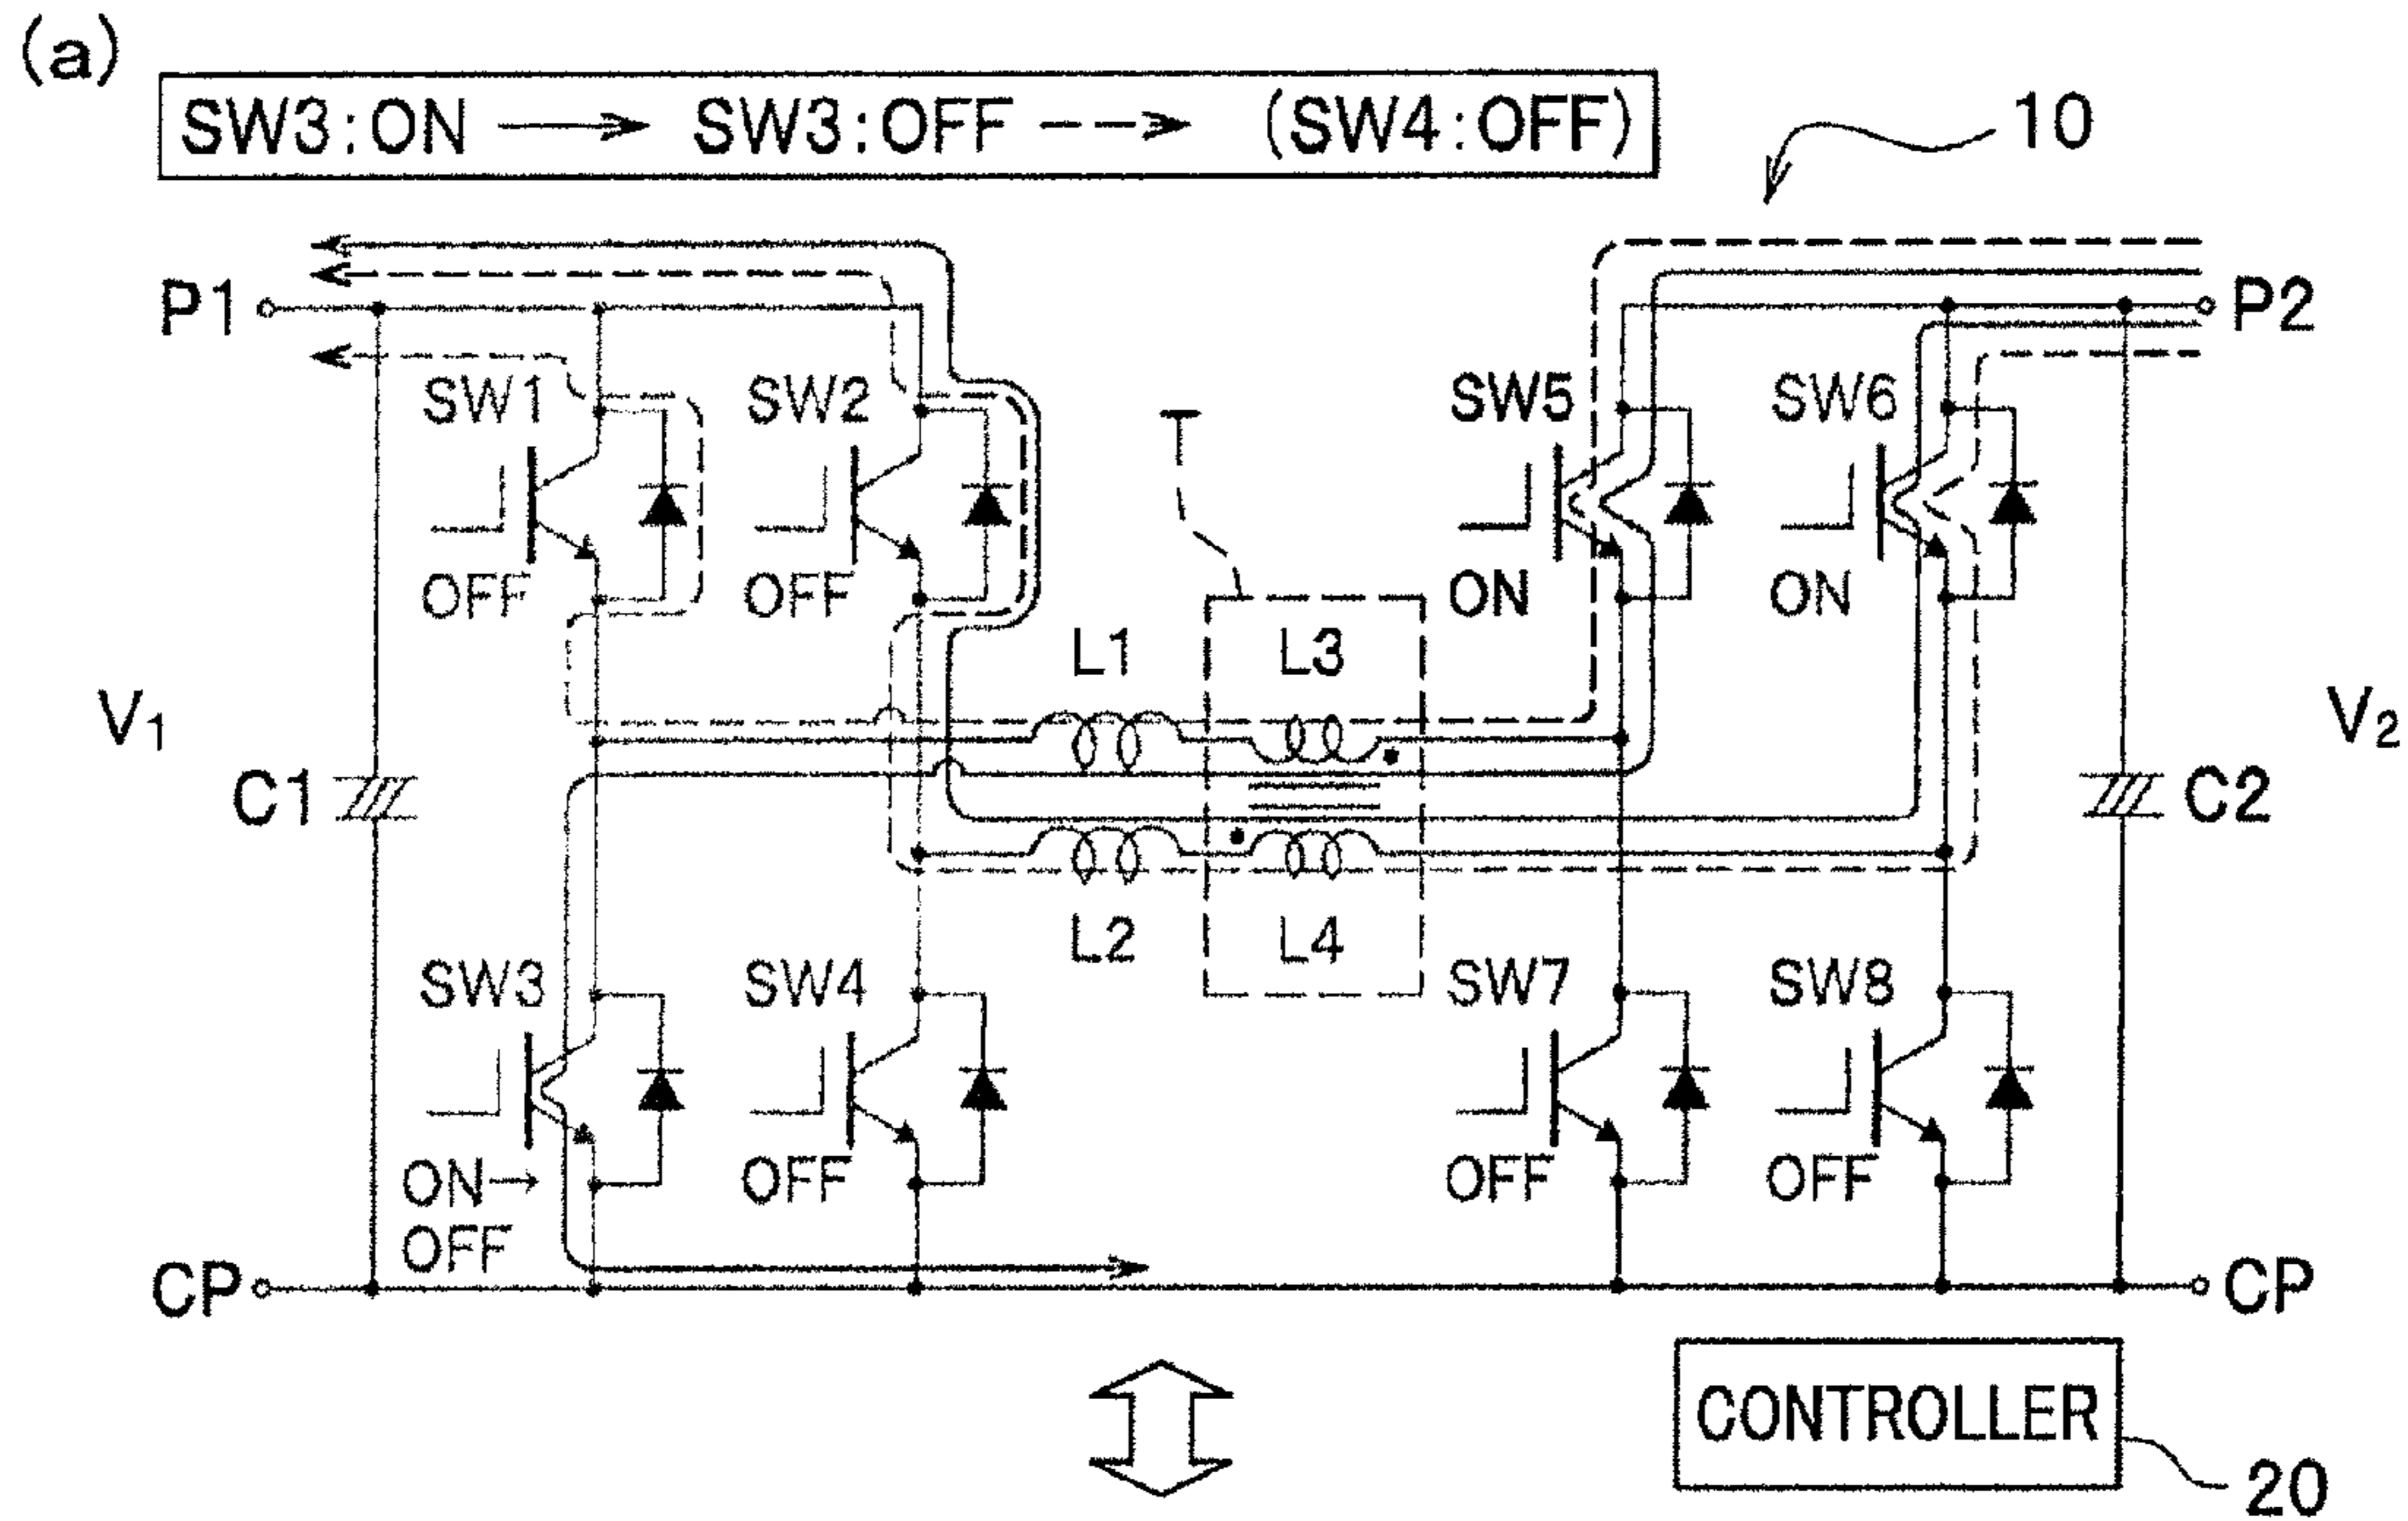 (a)
SW3:ON → SW3:OFF --→ (SW4:OFF)
10
P1
P2
SW1
SW2
T
SW5
SW6
OFF
OFF
ON
ON
L1
L3
V1
V2
C1
C2
L2
L4
SW3
SW4
SW7
SW8
ON→
OFF
OFF
OFF
OFF
CP
CP
CONTROLLER
20